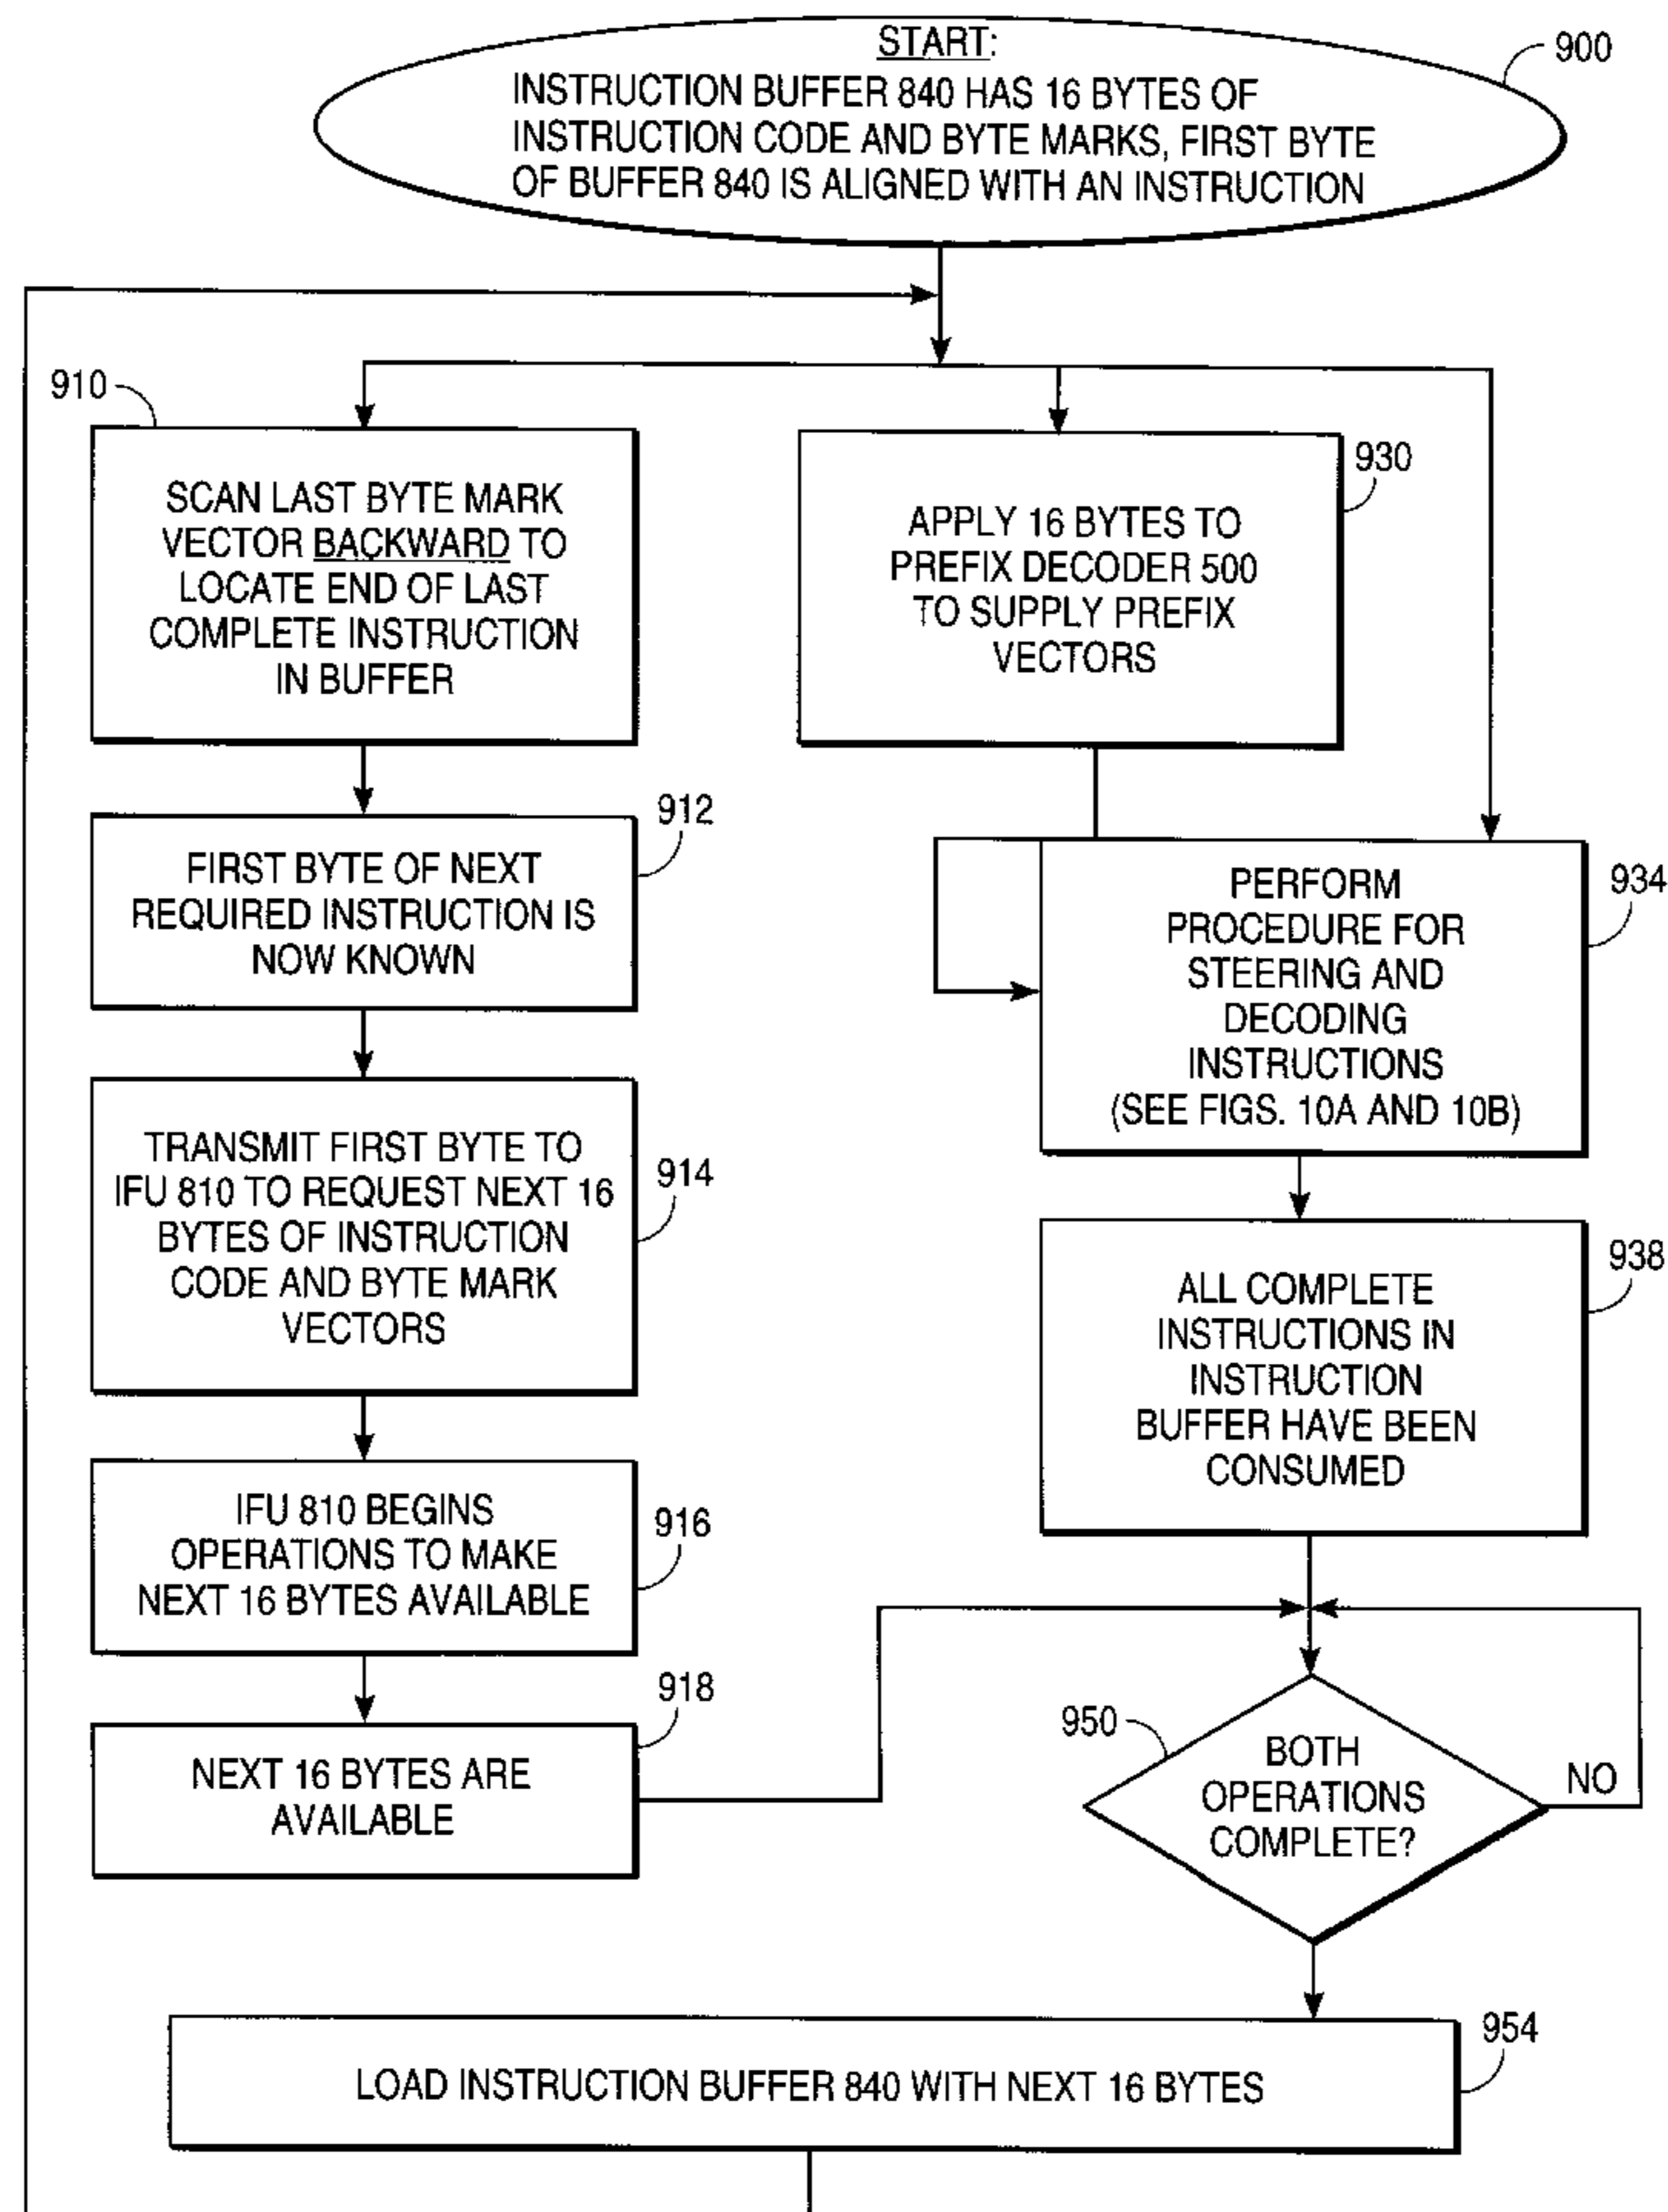 START:
INSTRUCTION BUFFER 840 HAS 16 BYTES OF
INSTRUCTION CODE AND BYTE MARKS, FIRST BYTE
OF BUFFER 840 IS ALIGNED WITH AN INSTRUCTION
900
910
SCAN LAST BYTE MARK
VECTOR BACKWARD TO
LOCATE END OF LAST
COMPLETE INSTRUCTION
IN BUFFER
912
FIRST BYTE OF NEXT
REQUIRED INSTRUCTION IS
NOW KNOWN
914
TRANSMIT FIRST BYTE TO
IFU 810 TO REQUEST NEXT 16
BYTES OF INSTRUCTION
CODE AND BYTE MARK
VECTORS
916
IFU 810 BEGINS
OPERATIONS TO MAKE
NEXT 16 BYTES AVAILABLE
918
NEXT 16 BYTES ARE
AVAILABLE
930
APPLY 16 BYTES TO
PREFIX DECODER 500
TO SUPPLY PREFIX
VECTORS
934
PERFORM
PROCEDURE FOR
STEERING AND
DECODING
INSTRUCTIONS
(SEE FIGS. 10A AND 10B)
938
ALL COMPLETE
INSTRUCTIONS IN
INSTRUCTION
BUFFER HAVE BEEN
CONSUMED
950
BOTH
OPERATIONS
COMPLETE?
NO
954
LOAD INSTRUCTION BUFFER 840 WITH NEXT 16 BYTES